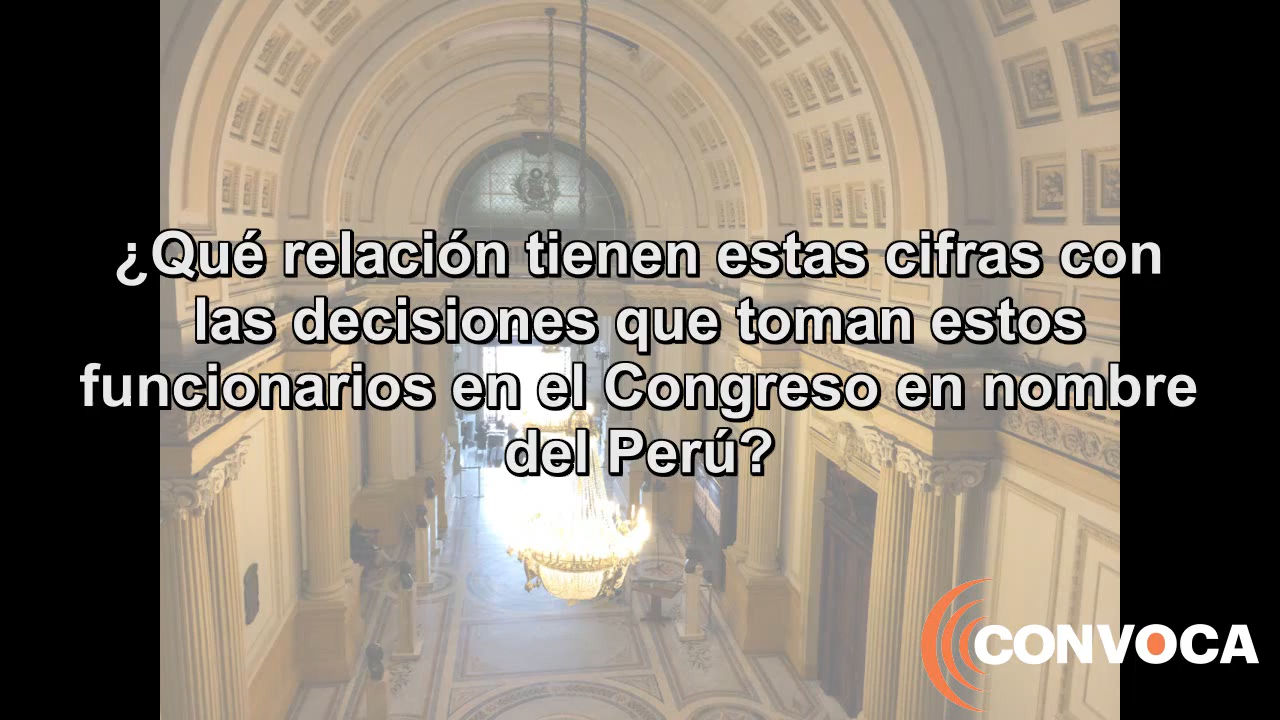 ¿Qué relación tienen estas cifras con
las decisiones que toman estos
funcionarios en el Congreso en nombre
del Perú?
CONVOCA